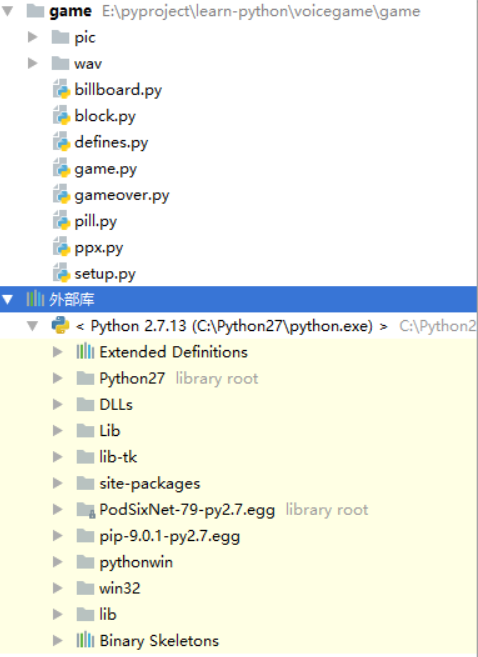 game E:\pyproject\learn-python\voicegame\game
pic
wav
billboard.py
block.py
defines.py
game.py
gameover.py
pill.py
ppx.py
setup.py
外部库
< Python 2.7.13 (C:\Python27\python.exe) > C:\Python2
Extended Definitions
Python27 library root
DLLs
Lib
lib-tk
site-packages
PodSixNet-79-py2.7.egg library root
pip-9.0.1-py2.7.egg
pythonwin
win32
lib
Binary Skeletons